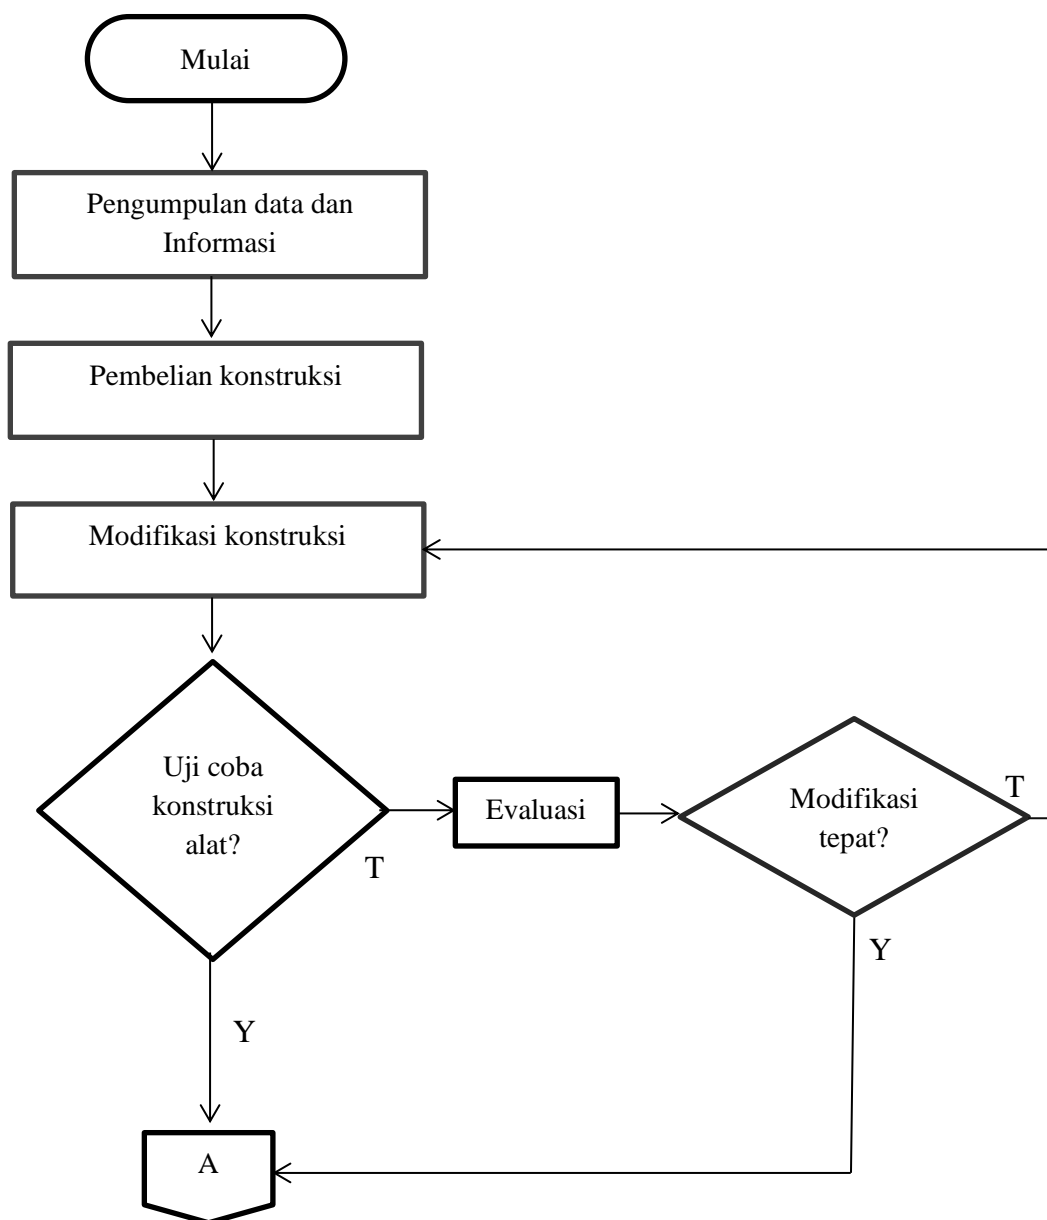 Mulai
Pengumpulan data dan
Informasi
Pembelian konstruksi
Modifikasi konstruksi
Uji coba
konstruksi
alat?
T
Evaluasi
Modifikasi
tepat?
T
Y
Y
A